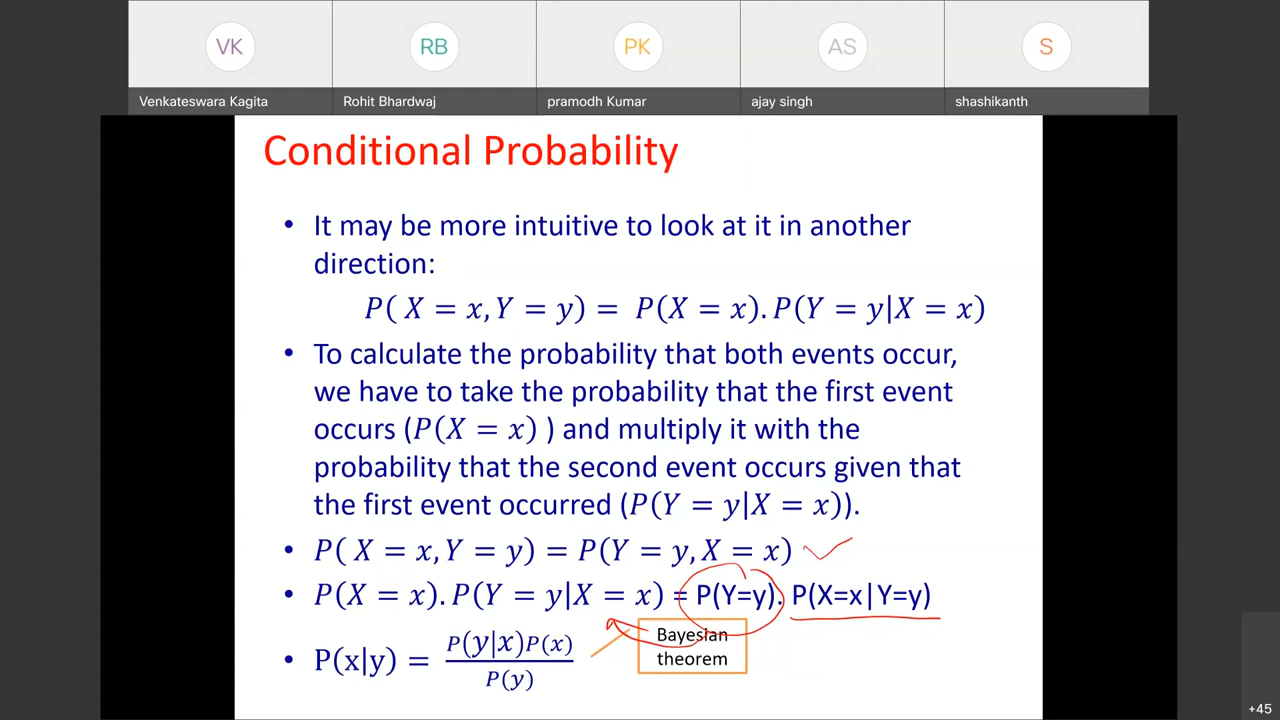 VK RB PK AS S
Venkateswara Kagita Rohit Bhardwaj pramodh Kumar ajay singh shashikanth
Conditional Probability
• It may be more intuitive to look at it in another
direction:
P( X = x, Y = y) = P(X = x). P(Y = y|X = x)
• To calculate the probability that both events occur,
we have to take the probability that the first event
occurs (P(X = x) ) and multiply it with the
probability that the second event occurs given that
the first event occurred (P(Y = y|X = x)).
• P( X = x, Y = y) = P(Y = y, X = x)
• P(X = x). P(Y = y|X = x) = P(Y=y). P(X=x|Y=y)
• P(x|y) = P(y|x)P(x) / P(y)
Bayesian
theorem
+45